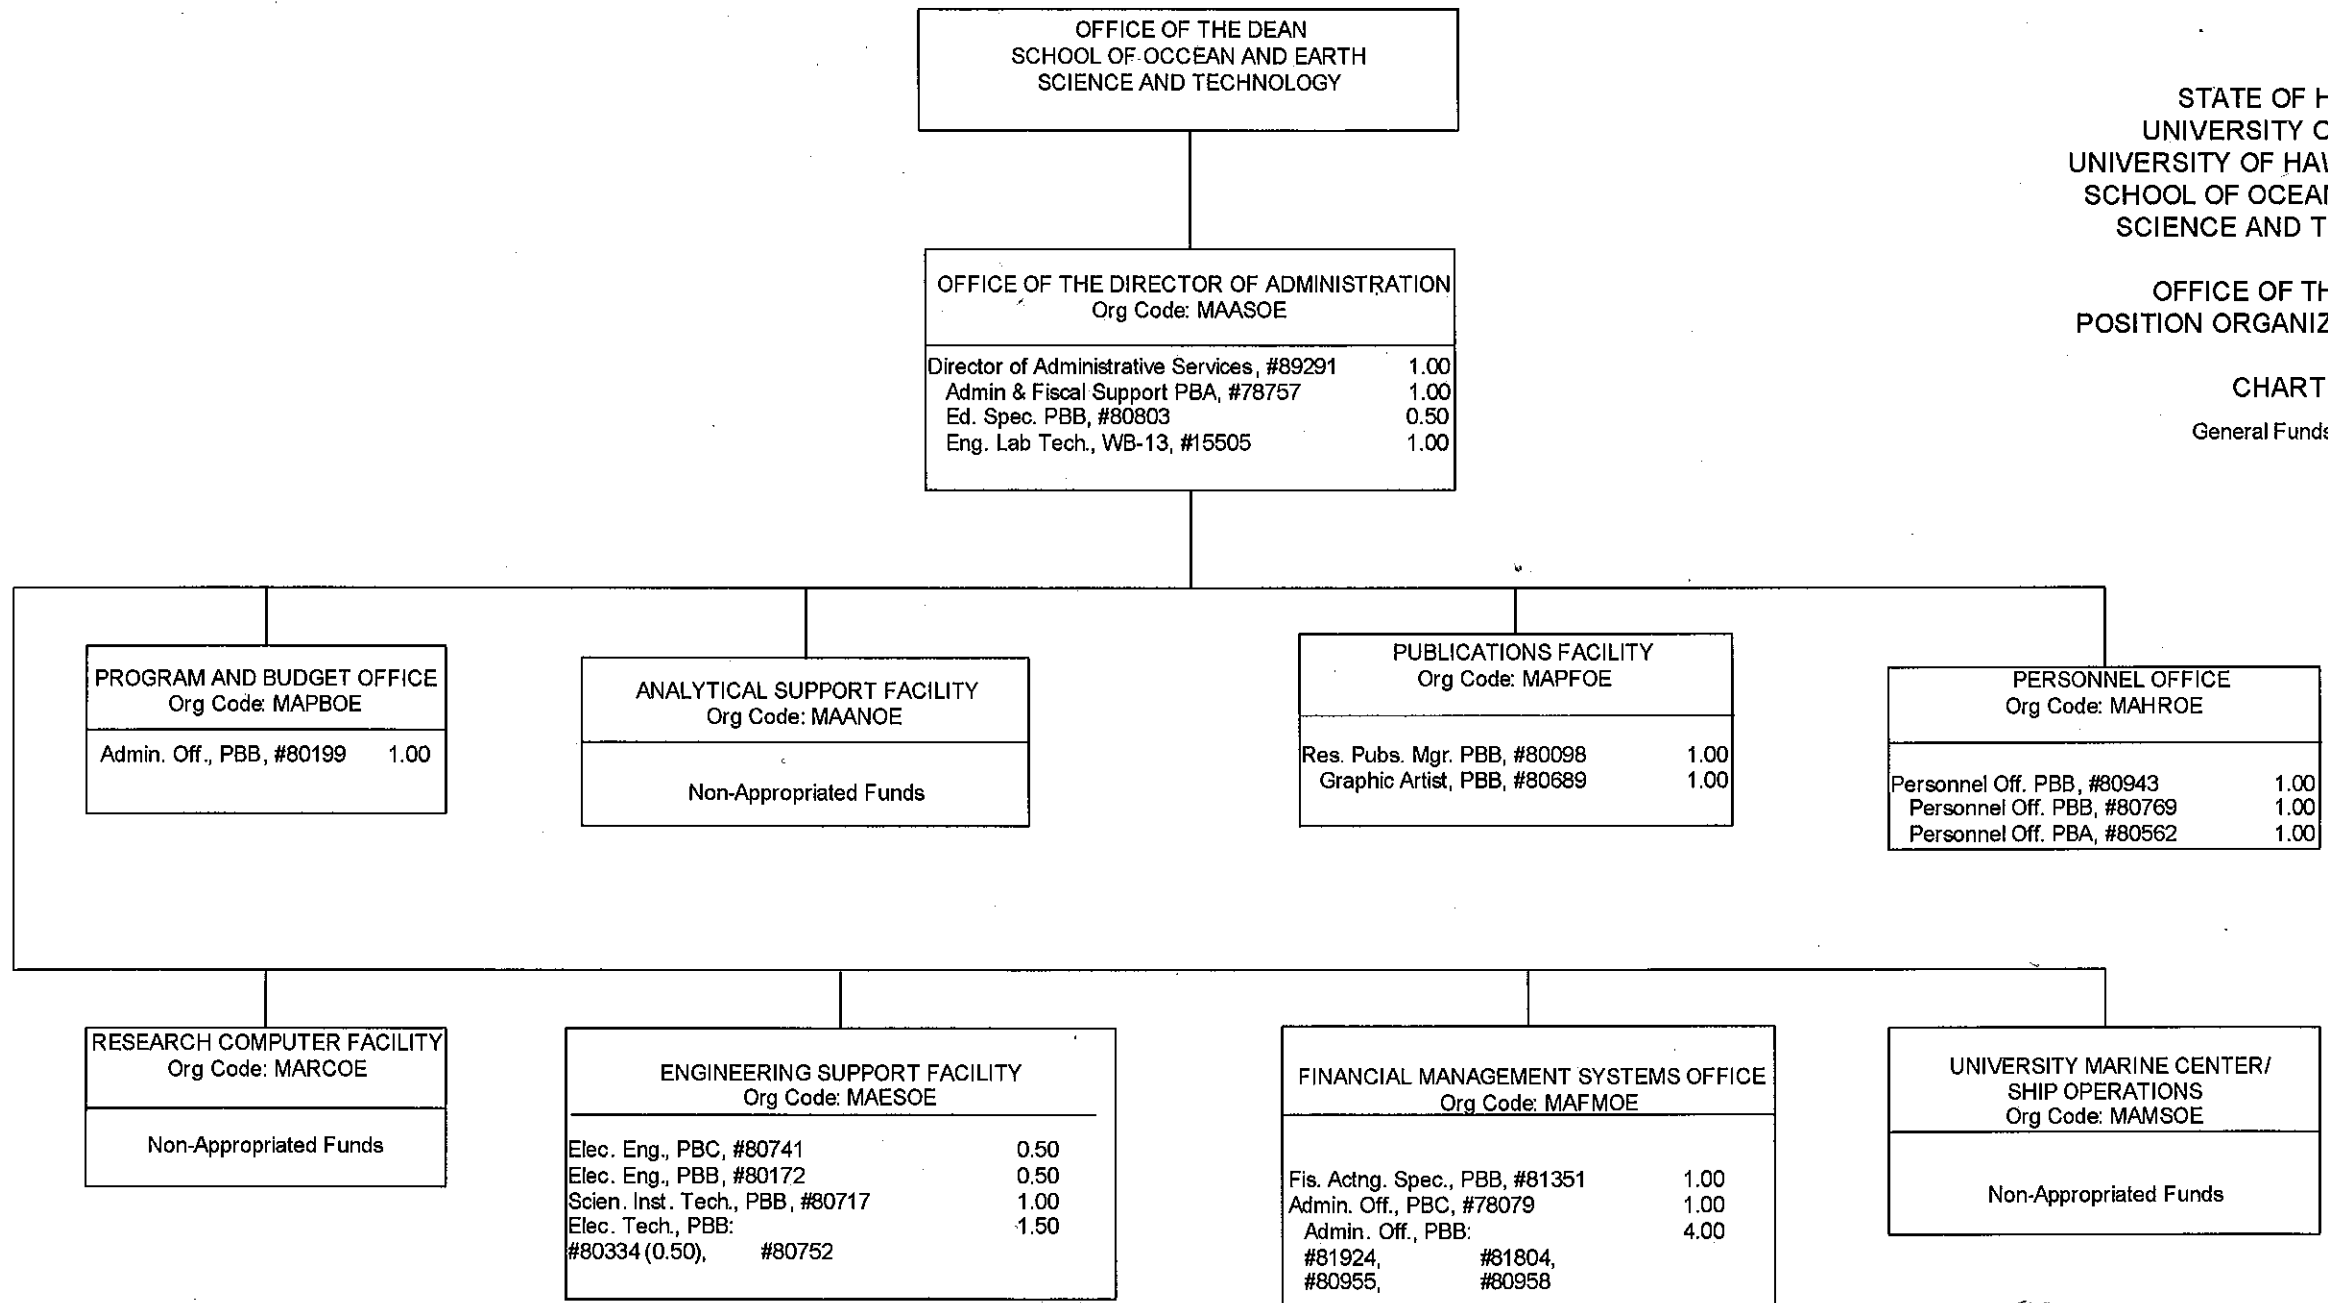 OFFICE OF THE DEAN
SCHOOL OF OCCEAN AND EARTH
SCIENCE AND TECHNOLOGY
STATE OF H
UNIVERSITY O
UNIVERSITY OF HAW
SCHOOL OF OCEAN
SCIENCE AND T
OFFICE OF TH
POSITION ORGANIZ
CHART
General Funds
OFFICE OF THE DIRECTOR OF ADMINISTRATION
Org Code: MAASOE
Director of Administrative Services, #89291 1.00
Admin & Fiscal Support PBA, #78757 1.00
Ed. Spec. PBB, #80803 0.50
Eng. Lab Tech., WB-13, #15505 1.00
PROGRAM AND BUDGET OFFICE
Org Code: MAPBOE
Admin. Off., PBB, #80199 1.00
ANALYTICAL SUPPORT FACILITY
Org Code: MAANOE
Non-Appropriated Funds
PUBLICATIONS FACILITY
Org Code: MAPFOE
Res. Pubs. Mgr. PBB, #80098 1.00
Graphic Artist, PBB, #80689 1.00
PERSONNEL OFFICE
Org Code: MAHROE
Personnel Off. PBB, #80943 1.00
Personnel Off. PBB, #80769 1.00
Personnel Off. PBA, #80562 1.00
RESEARCH COMPUTER FACILITY
Org Code: MARCOE
Non-Appropriated Funds
ENGINEERING SUPPORT FACILITY
Org Code: MAESOE
Elec. Eng., PBC, #80741 0.50
Elec. Eng., PBB, #80172 0.50
Scien. Inst. Tech., PBB, #80717 1.00
Elec. Tech., PBB: 1.50
#80334 (0.50), #80752
FINANCIAL MANAGEMENT SYSTEMS OFFICE
Org Code: MAFMOE
Fis. Actng. Spec., PBB, #81351 1.00
Admin. Off., PBC, #78079 1.00
Admin. Off., PBB: 4.00
#81924, #81804,
#80955, #80958
UNIVERSITY MARINE CENTER/
SHIP OPERATIONS
Org Code: MAMSOE
Non-Appropriated Funds